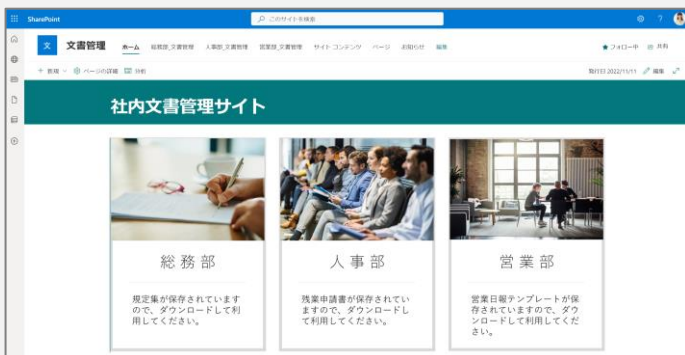 SharePoint
このサイトを検索
?
文
文書管理
ホーム
総務部_文書管理
人事部_文書管理
営業部_文書管理
サイト コンテンツ
ページ
お知らせ
編集
★ フォロー中
共有
+ 新規
ページの詳細
分析
発行日 2022/11/11
編集
社内文書管理サイト
総務部
人事部
営業部
規定集が保存されています
ので、ダウンロードして利
用してください。
残業申請書が保存されてい
ますので、ダウンロードし
て利用してください。
営業日報テンプレートが保
存されていますので、ダウ
ンロードして利用してくだ
さい。